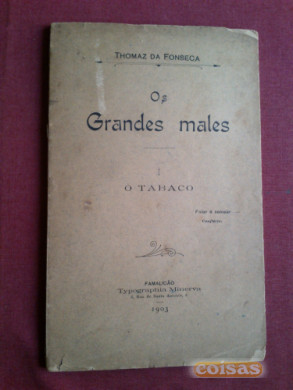 THOMAZ DA FONSECA
Os
Grandes males
I
O TABACO
FAMALICÃO
Typographia Minerva
1903
coisas